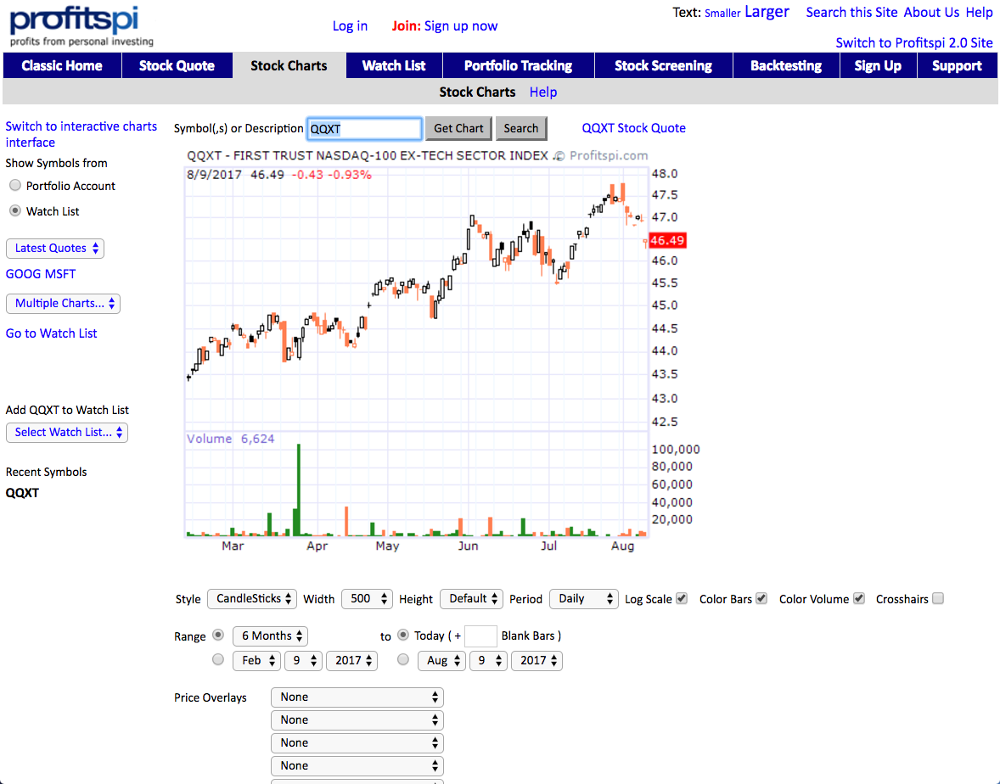 profitspi
profits from personal investing
Log in Join: Sign up now
Text: Smaller Larger Search this Site About Us Help
Switch to Profitspi 2.0 Site
Classic Home Stock Quote Stock Charts Watch List Portfolio Tracking Stock Screening Backtesting Sign Up Support
Stock Charts Help
Switch to interactive charts
interface
Show Symbols from
Portfolio Account
Watch List
Latest Quotes
GOOG MSFT
Multiple Charts...
Go to Watch List
Add QQXT to Watch List
Select Watch List...
Recent Symbols
QQXT
Symbol(,s) or Description QQXT Get Chart Search QQXT Stock Quote
QQXT - FIRST TRUST NASDAQ-100 EX-TECH SECTOR INDEX © Profitspi.com
8/9/2017 46.49 -0.43 -0.93%
48.0
47.5
47.0
46.49
46.0
45.5
45.0
44.5
44.0
43.5
43.0
42.5
Volume 6,624
100,000
80,000
60,000
40,000
20,000
Mar Apr May Jun Jul Aug
Style CandleSticks Width 500 Height Default Period Daily Log Scale Color Bars Color Volume Crosshairs
Range 6 Months to Today ( + Blank Bars )
Feb 9 2017 Aug 9 2017
Price Overlays None
None
None
None